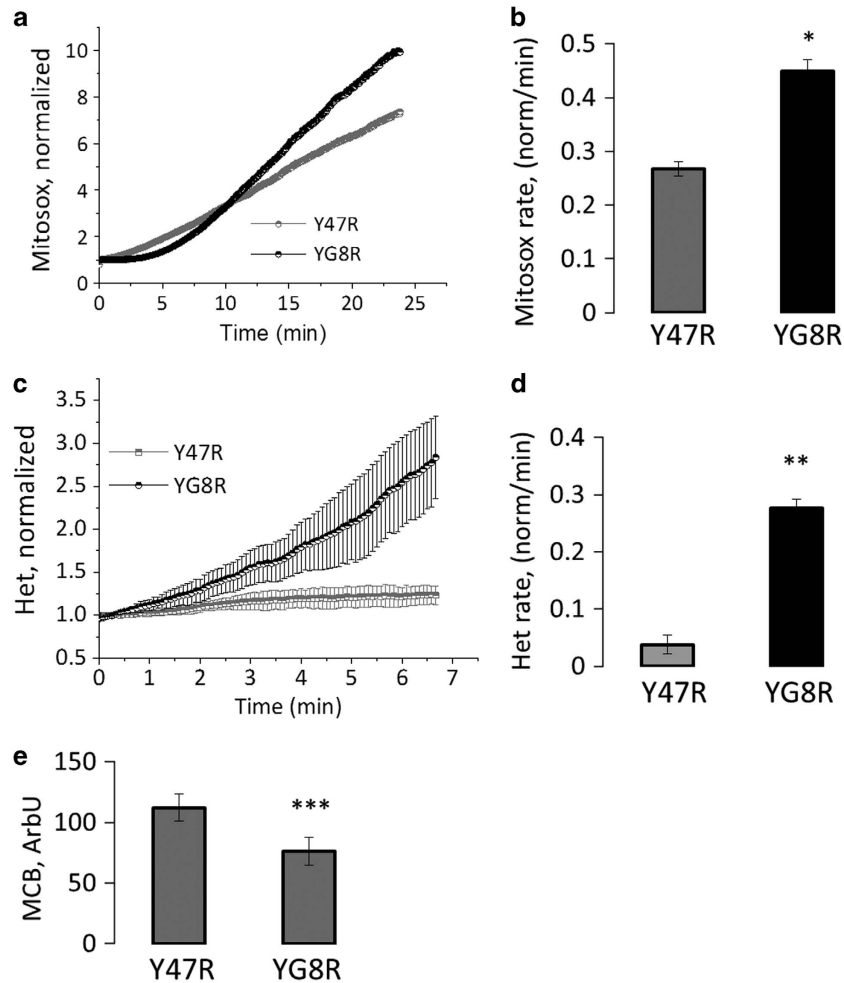 a
10
8
6
4
2
1
0
Mitosox, normalized
Y47R
YG8R
0 5 10 15 20 25
Time (min)
b
0.5
0.4
0.3
0.2
0.1
0
Mitosox rate, (norm/min)
*
Y47R YG8R
c
3.5
3.0
2.5
2.0
1.5
1.25
1.0
0.5
Het, normalized
Y47R
YG8R
0 1 2 3 4 5 6 7
Time (min)
d
0.4
0.3
0.2
0.1
0
Het rate, (norm/min)
**
Y47R YG8R
e
150
100
50
0
MCB, ArbU
***
Y47R YG8R